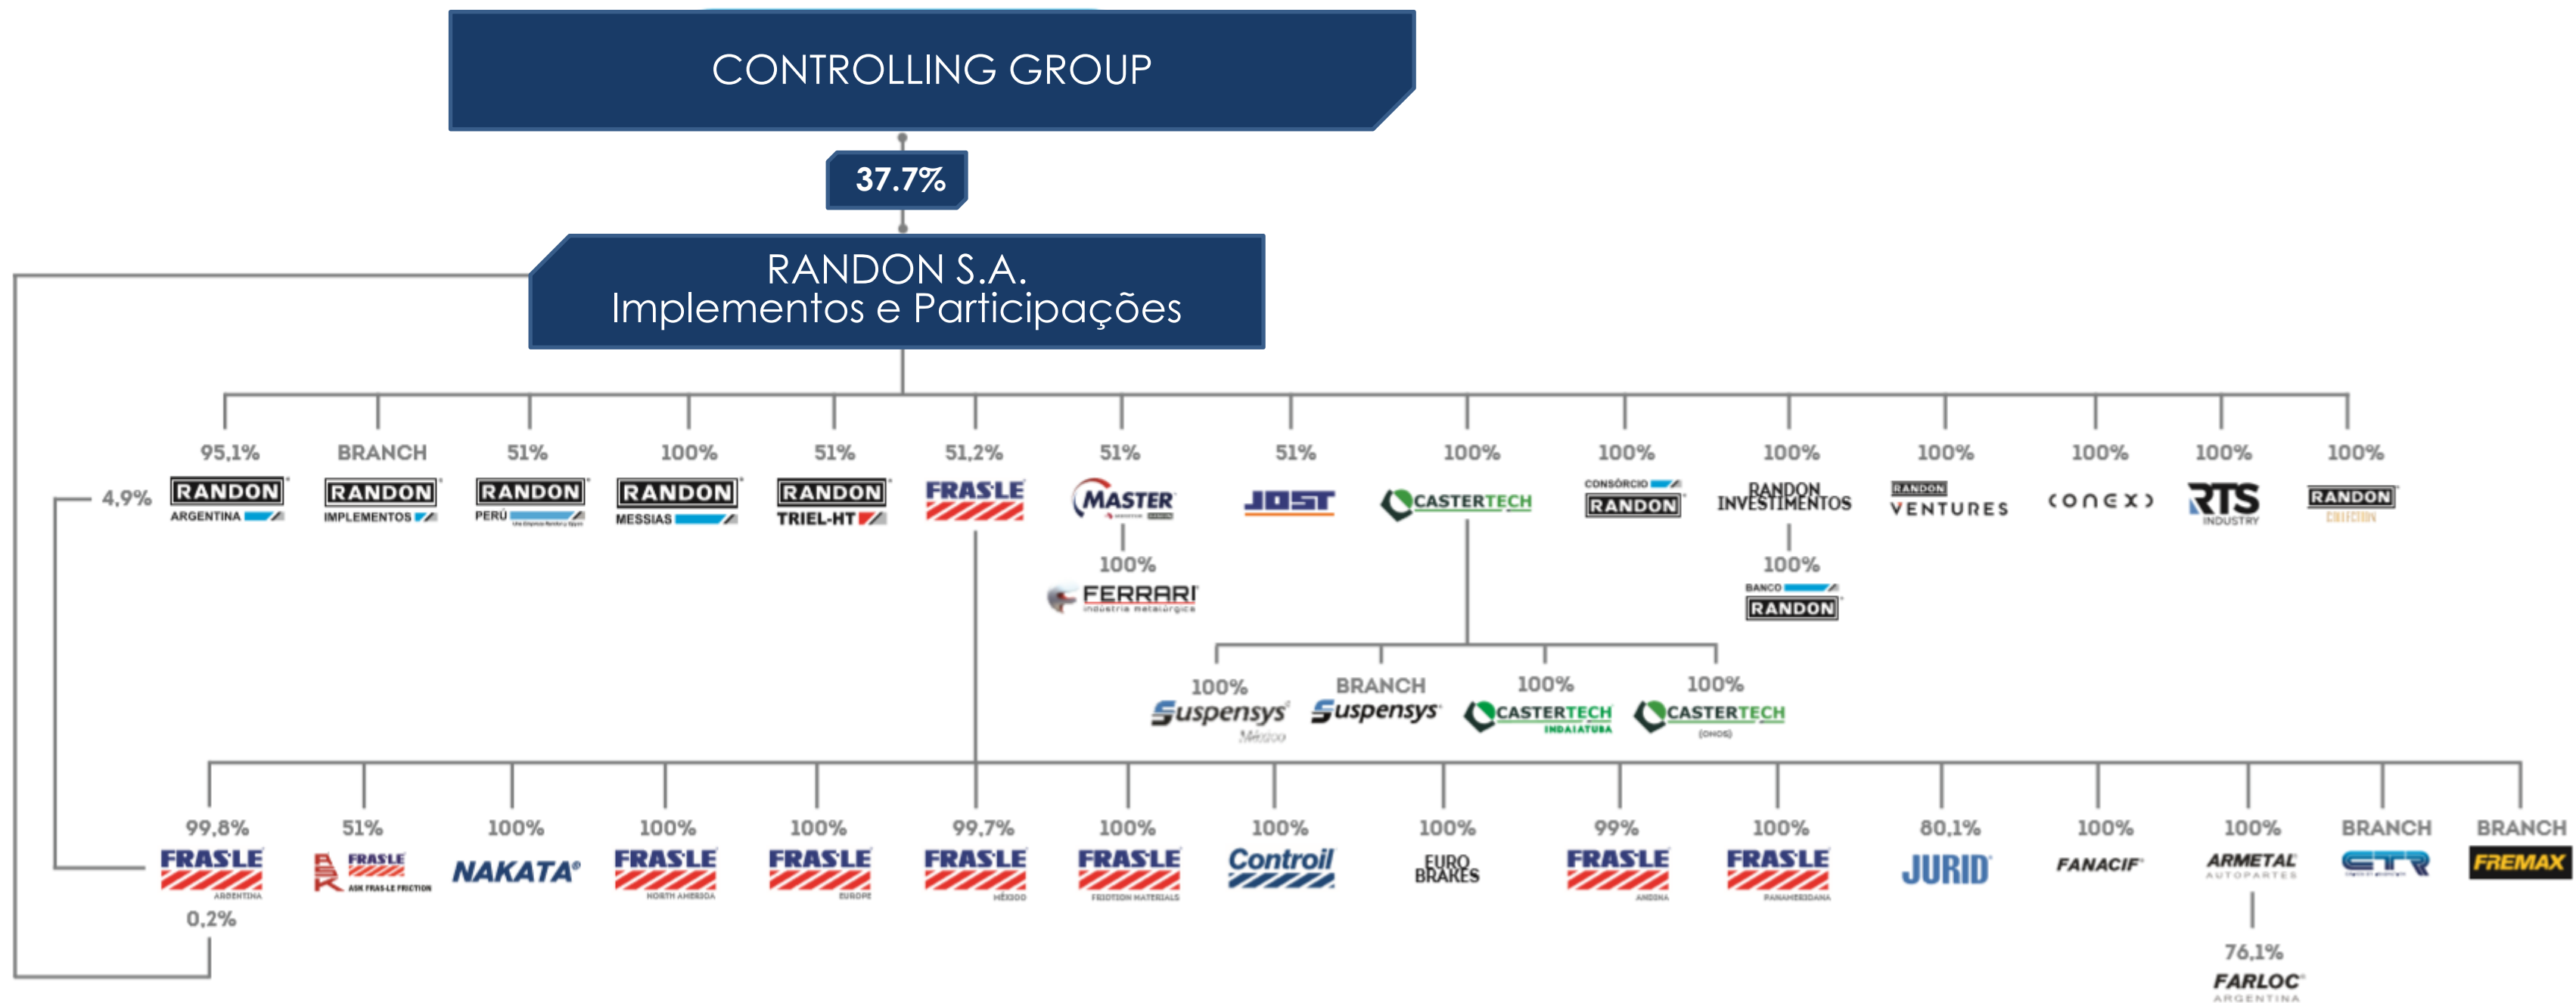 CONTROLLING GROUP
37.7%
RANDON S.A.
Implementos e Participações
95,1%
BRANCH
51%
100%
51%
51,2%
51%
51%
100%
100%
100%
100%
100%
100%
100%
4,9%
RANDON
ARGENTINA
RANDON
IMPLEMENTOS
RANDON
PERÚ
RANDON
MESSIAS
RANDON
TRIEL-HT
FRAS·LE
MASTER
JOST
CASTERTECH
CONSÓRCIO
RANDON
RANDON
INVESTIMENTOS
RANDON
VENTURES
CONEX
RTS
INDUSTRY
RANDON
COLLECTION
100%
FERRARI
indústria metalúrgica
100%
BANCO
RANDON
100%
Suspensys
México
BRANCH
Suspensys
100%
CASTERTECH
INDAIATUBA
100%
CASTERTECH
(CHOS)
99,8%
51%
100%
100%
100%
99,7%
100%
100%
100%
99%
100%
80,1%
100%
100%
BRANCH
BRANCH
FRAS·LE
ARGENTINA
ASK
FRAS·LE
ASK FRAS-LE FRICTION
NAKATA®
FRAS·LE
NORTH AMERICA
FRAS·LE
EUROPE
FRAS·LE
MÉXICO
FRAS·LE
FRICTION MATERIALS
Controil
EURO
BRAKES
FRAS·LE
ANDINA
FRAS·LE
PANAMERICANA
JURID
FANACIF
ARMETAL
AUTOPARTES
CTR
FREMAX
0,2%
76,1%
FARLOC
ARGENTINA